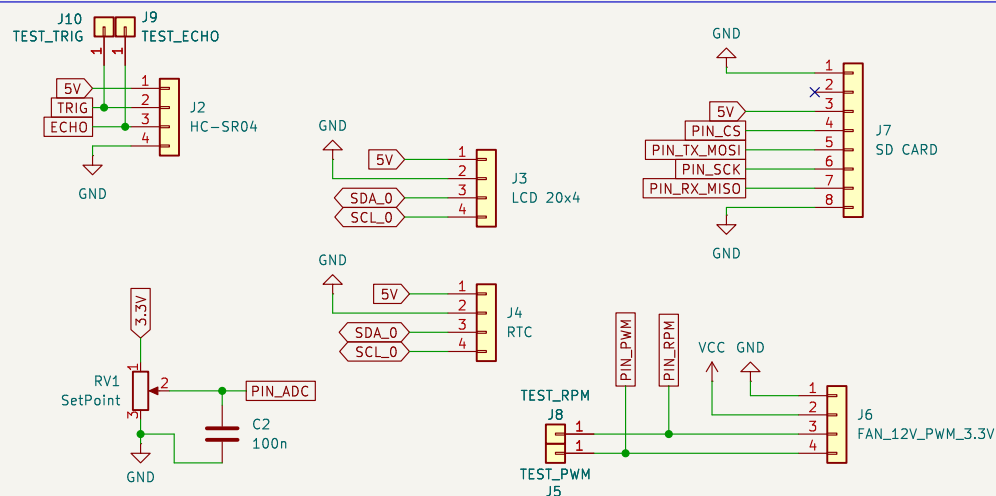 J10
TEST_TRIG
J9
TEST_ECHO
1
1
5V
TRIG
ECHO
1
2
3
4
J2
HC-SR04
GND
GND
5V
SDA_0
SCL_0
1
2
3
4
J3
LCD 20x4
GND
5V
PIN_CS
PIN_TX_MOSI
PIN_SCK
PIN_RX_MISO
1
2
3
4
5
6
7
8
J7
SD CARD
GND
GND
5V
SDA_0
SCL_0
1
2
3
4
J4
RTC
3.3V
RV1
SetPoint
1
2
3
PIN_ADC
C2
100n
GND
PIN_PWM
PIN_RPM
VCC
GND
TEST_RPM
J8
1
1
TEST_PWM
J5
1
2
3
4
J6
FAN_12V_PWM_3.3V